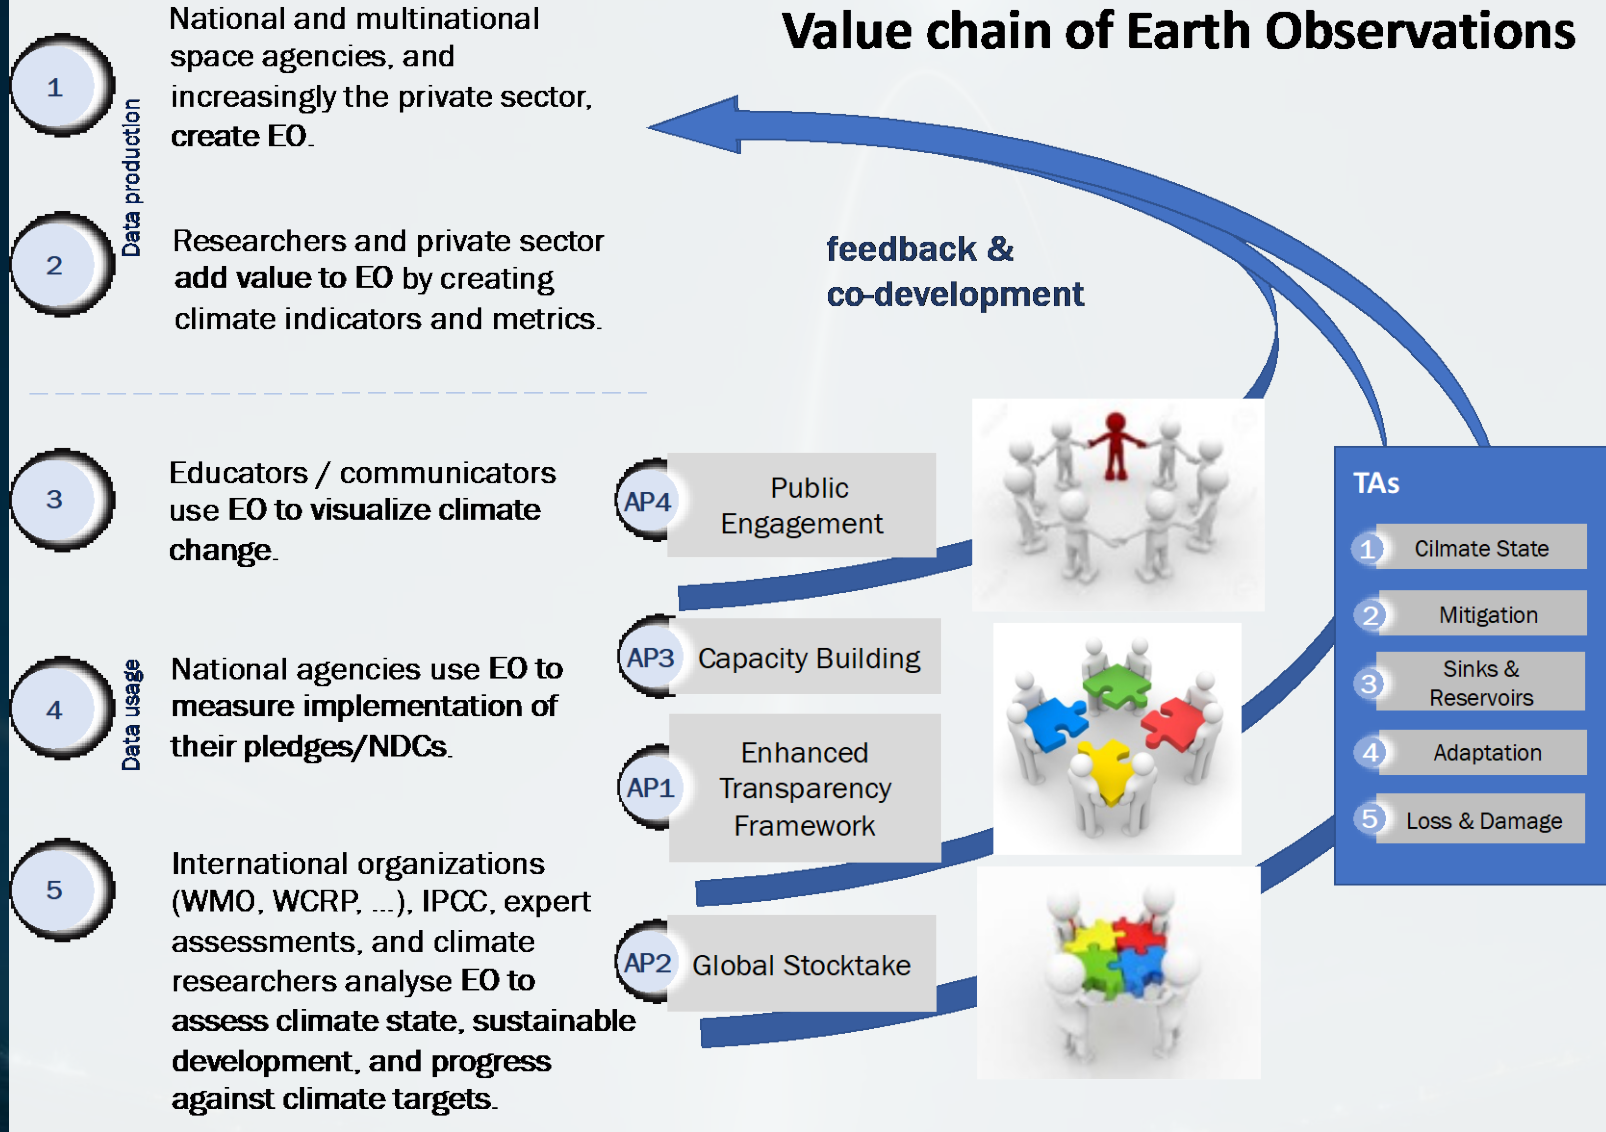 Value chain of Earth Observations
1
Data production
National and multinational
space agencies, and
increasingly the private sector,
create EO.
2
Researchers and private sector
add value to EO by creating
climate indicators and metrics.
feedback &
co-development
3
Educators / communicators
use EO to visualize climate
change.
4
Data usage
National agencies use EO to
measure implementation of
their pledges/NDCs.
5
International organizations
(WMO, WCRP, ...), IPCC, expert
assessments, and climate
researchers analyse EO to
assess climate state, sustainable
development, and progress
against climate targets.
AP4
Public
Engagement
AP3
Capacity Building
AP1
Enhanced
Transparency
Framework
AP2
Global Stocktake
TAs
1
Cilmate State
2
Mitigation
3
Sinks &
Reservoirs
4
Adaptation
5
Loss & Damage